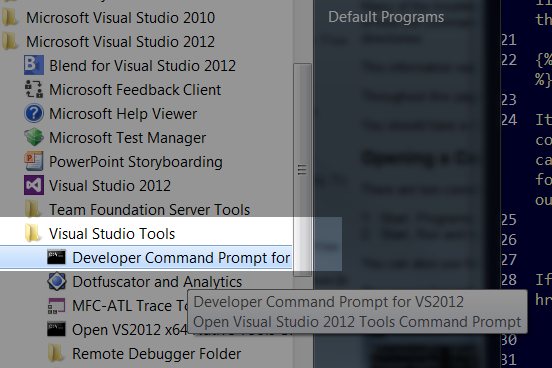 Microsoft Visual Studio 2010
Microsoft Visual Studio 2012
Blend for Visual Studio 2012
Microsoft Feedback Client
Microsoft Help Viewer
Microsoft Test Manager
PowerPoint Storyboarding
Visual Studio 2012
Team Foundation Server Tools
Visual Studio Tools
Developer Command Prompt for
Dotfuscator and Analytics
MFC-ATL Trace To
Open VS2012 x64
Remote Debugger Folder
Developer Command Prompt for VS2012
Open Visual Studio 2012 Tools Command Prompt
Default Programs
th
21 {%
22 %}
23
24 It
co
ca
fo
ou
25
26
27
28 If
29 hr
30
31